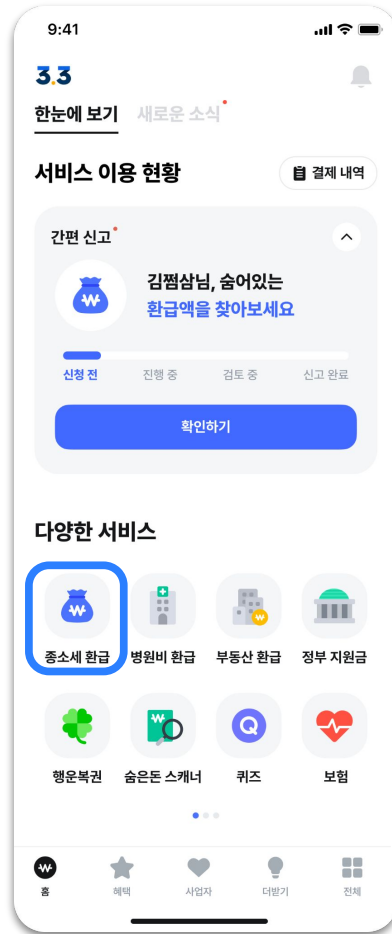 9:41
3.3
한눈에 보기 새로운 소식
서비스 이용 현황
결제 내역
간편 신고
김쩜삼님, 숨어있는
환급액을 찾아보세요
신청 전 진행 중 검토 중 신고 완료
확인하기
다양한 서비스
종소세 환급 병원비 환급 부동산 환급 정부 지원금
행운복권 숨은돈 스캐너 퀴즈 보험
홈 혜택 사업자 더받기 전체